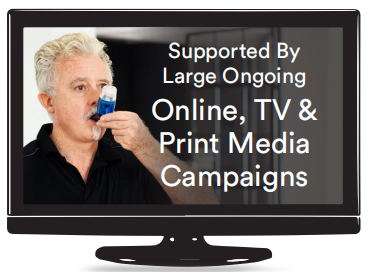 Supported By
Large Ongoing
Online, TV &
Print Media
Campaigns